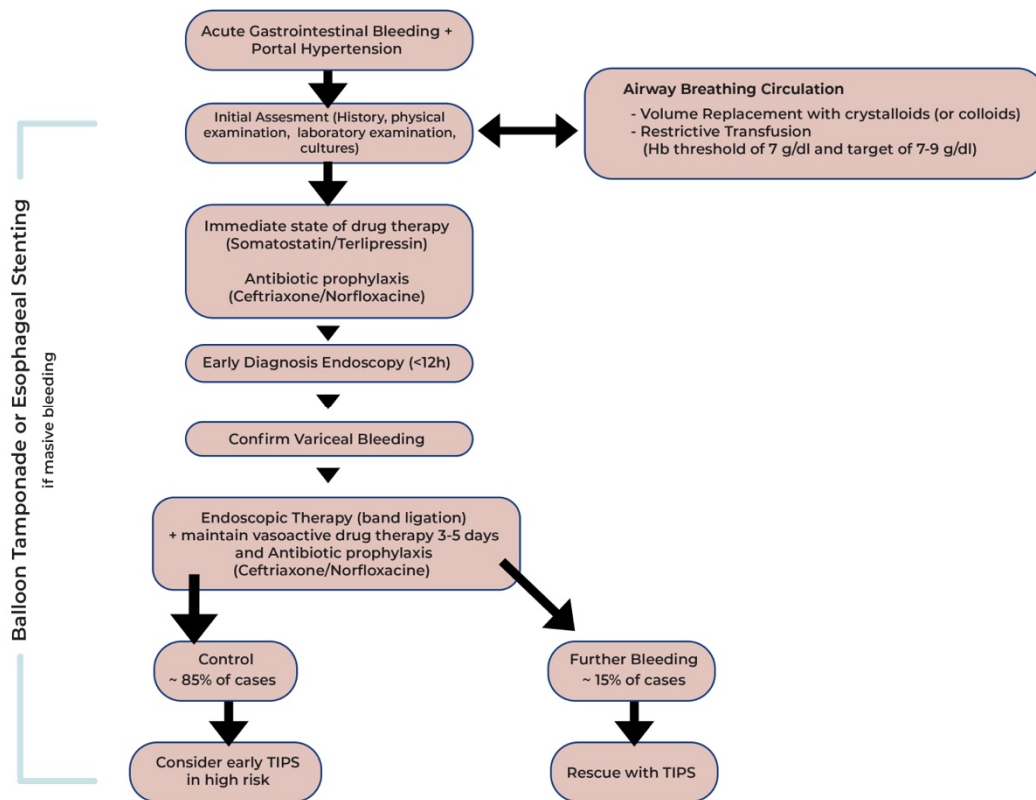 Acute Gastrointestinal Bleeding +
Portal Hypertension
Initial Assesment (History, physical
examination, laboratory examination,
cultures)
Airway Breathing Circulation
- Volume Replacement with crystalloids (or colloids)
- Restrictive Transfusion
(Hb threshold of 7 g/dl and target of 7-9 g/dl)
Balloon Tamponade or Esophageal Stenting
if masive bleeding
Immediate state of drug therapy
(Somatostatin/Terlipressin)
Antibiotic prophylaxis
(Ceftriaxone/Norfloxacine)
Early Diagnosis Endoscopy (<12h)
Confirm Variceal Bleeding
Endoscopic Therapy (band ligation)
+ maintain vasoactive drug therapy 3-5 days
and Antibiotic prophylaxis
(Ceftriaxone/Norfloxacine)
Control
~ 85% of cases
Further Bleeding
~ 15% of cases
Consider early TIPS
in high risk
Rescue with TIPS